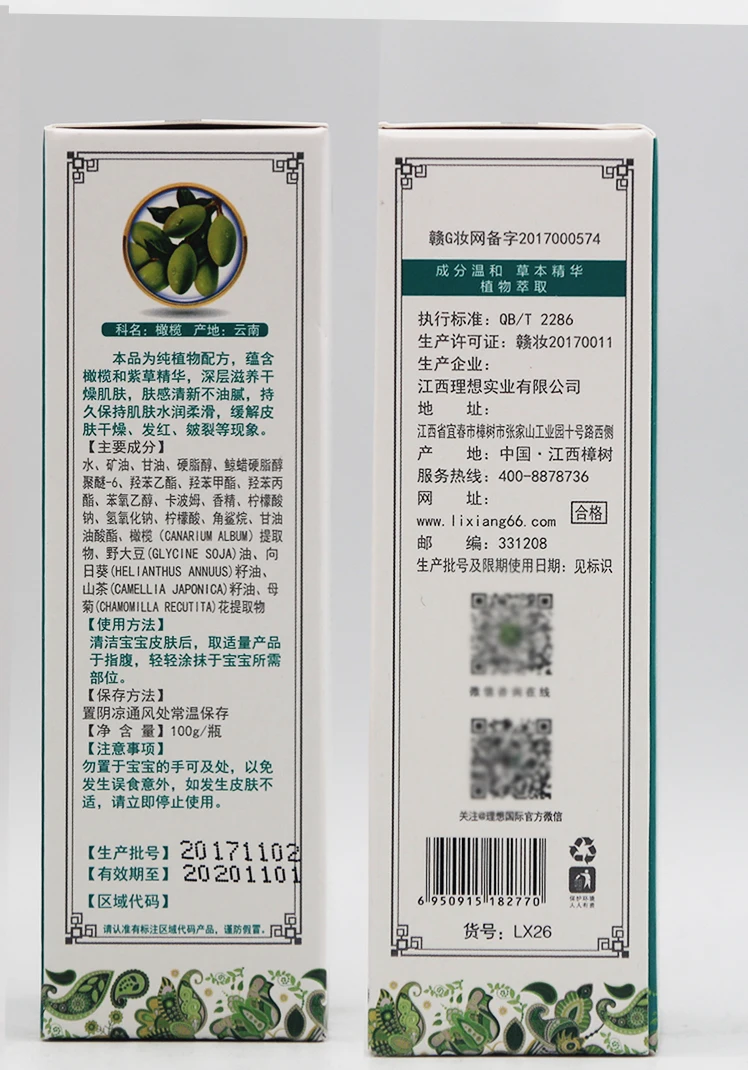 科名：橄榄 产地：云南
本品为纯植物配方，蕴含
橄榄和紫草精华，深层滋养干
燥肌肤，肤感清新不油腻，持
久保持肌肤水润柔滑，缓解皮
肤干燥、发红、皴裂等现象。
【主要成分】
水、矿油、甘油、硬脂醇、鲸蜡硬脂醇
聚醚-6、羟苯乙酯、羟苯甲酯、羟苯丙
酯、苯氧乙醇、卡波姆、香精、柠檬酸
钠、氢氧化钠、柠檬酸、角鲨烷、甘油
油酸酯、橄榄（CANARIUM ALBUM）提取
物、野大豆(GLYCINE SOJA)油、向
日葵(HELIANTHUS ANNUUS)籽油、
山茶(CAMELLIA JAPONICA)籽油、母
菊(CHAMOMILLA RECUTITA)花提取物
【使用方法】
清洁宝宝皮肤后，取适量产品
于指腹，轻轻涂抹于宝宝所需
部位。
【保存方法】
置阴凉通风处常温保存
【净 含 量】100g/瓶
【注意事项】
勿置于宝宝的手可及处，以免
发生误食意外，如发生皮肤不
适，请立即停止使用。
【生产批号】20171102
【有效期至】20201101
【区域代码】
请认准有标注区域代码产品，谨防假冒。
赣G妆网备字2017000574
成分温和 草本精华
植物萃取
执行标准：QB/T 2286
生产许可证：赣妆20170011
生产企业：
江西理想实业有限公司
地 址：
江西省宜春市樟树市张家山工业园十号路西侧
产 地：中国·江西樟树
服务热线：400-8878736
网 址：
www.lixiang66.com
合格
邮 编：331208
生产批号及限期使用日期：见标识
微信咨询在线
关注@理想国际官方微信
6 950915 182770
保护环境
人人有责
货号：LX26